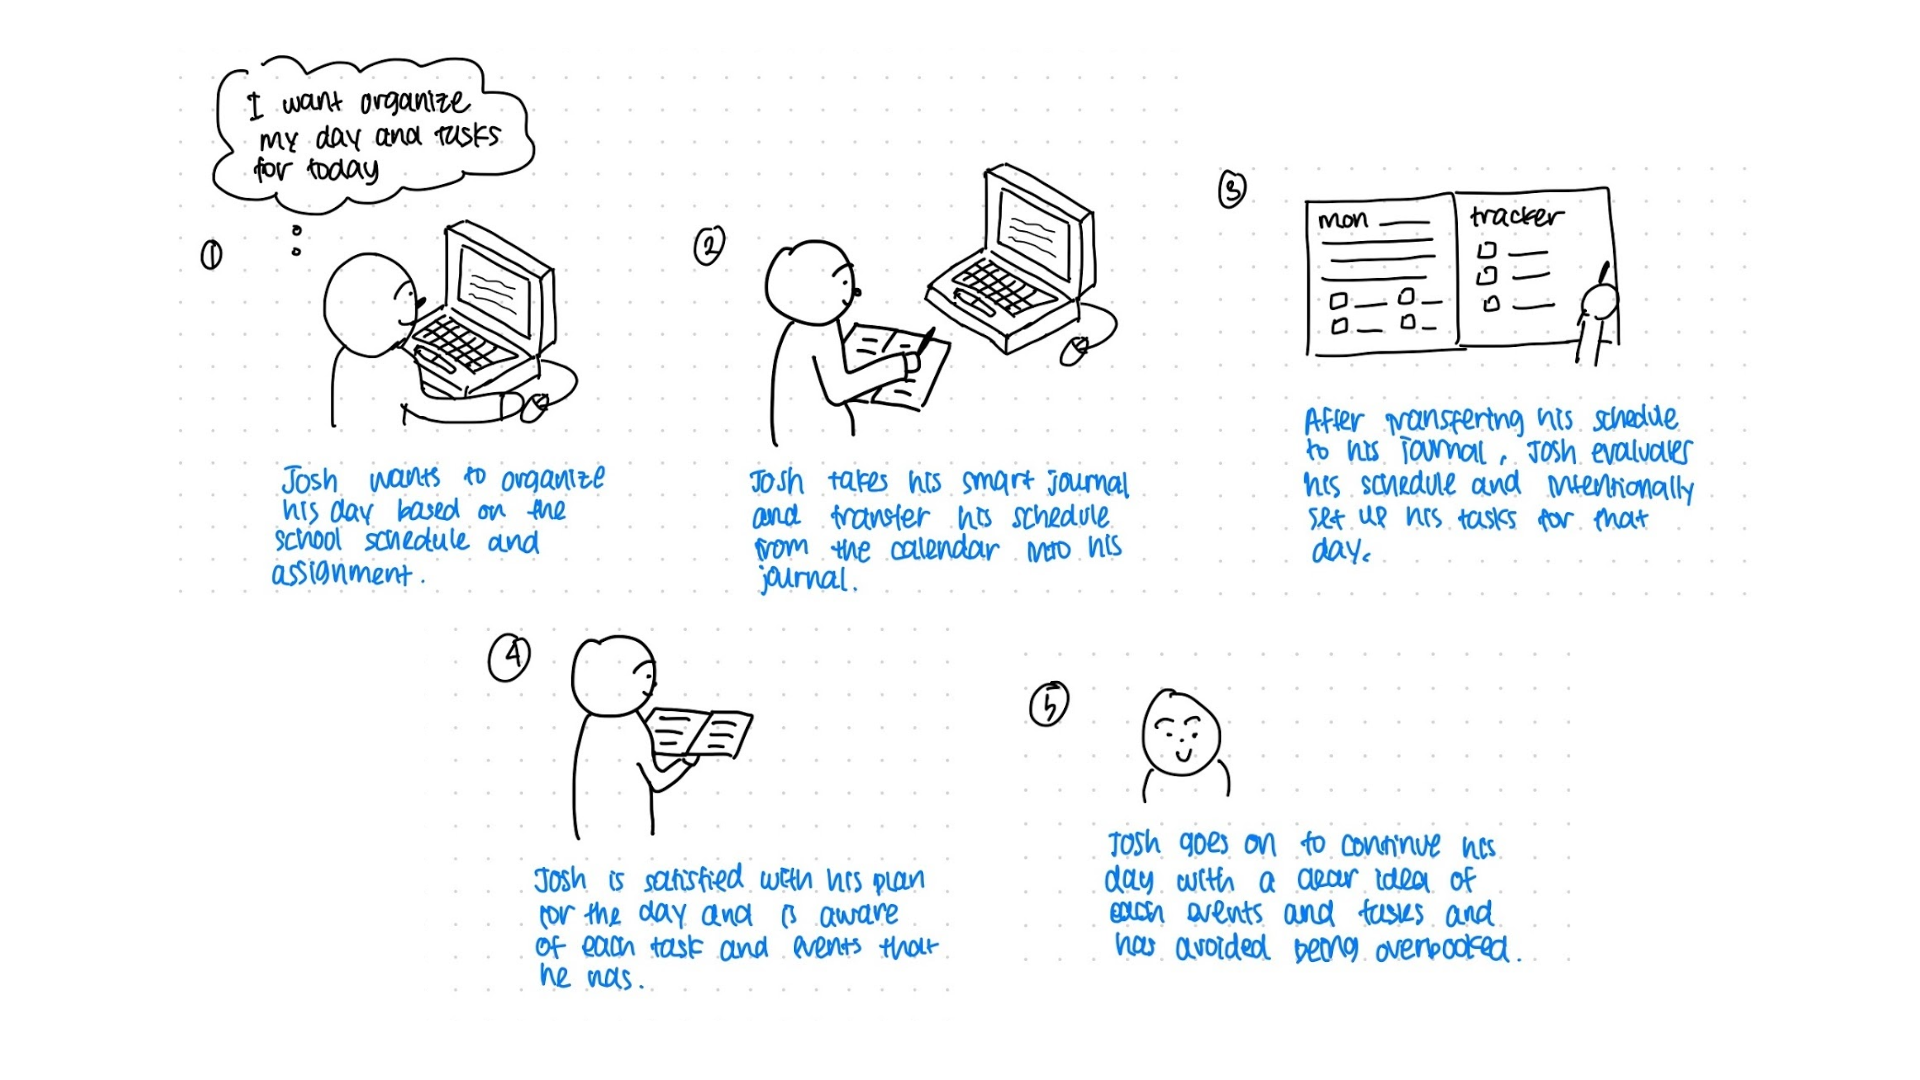 I want organize
my day and tasks
for today
1
Josh wants to organize
his day based on the
school schedule and
assignment.
2
Josh takes his smart journal
and transfer his schedule
from the calendar into his
journal.
3
mon
tracker
After transfering his schedule
to his journal, Josh evaluates
his schedule and intentionally
set up his tasks for that
day.
4
Josh is satisfied with his plan
for the day and is aware
of each task and events that
he has.
5
Josh goes on to continue his
day with a clear idea of
each events and tasks and
has avoided being overbooked.